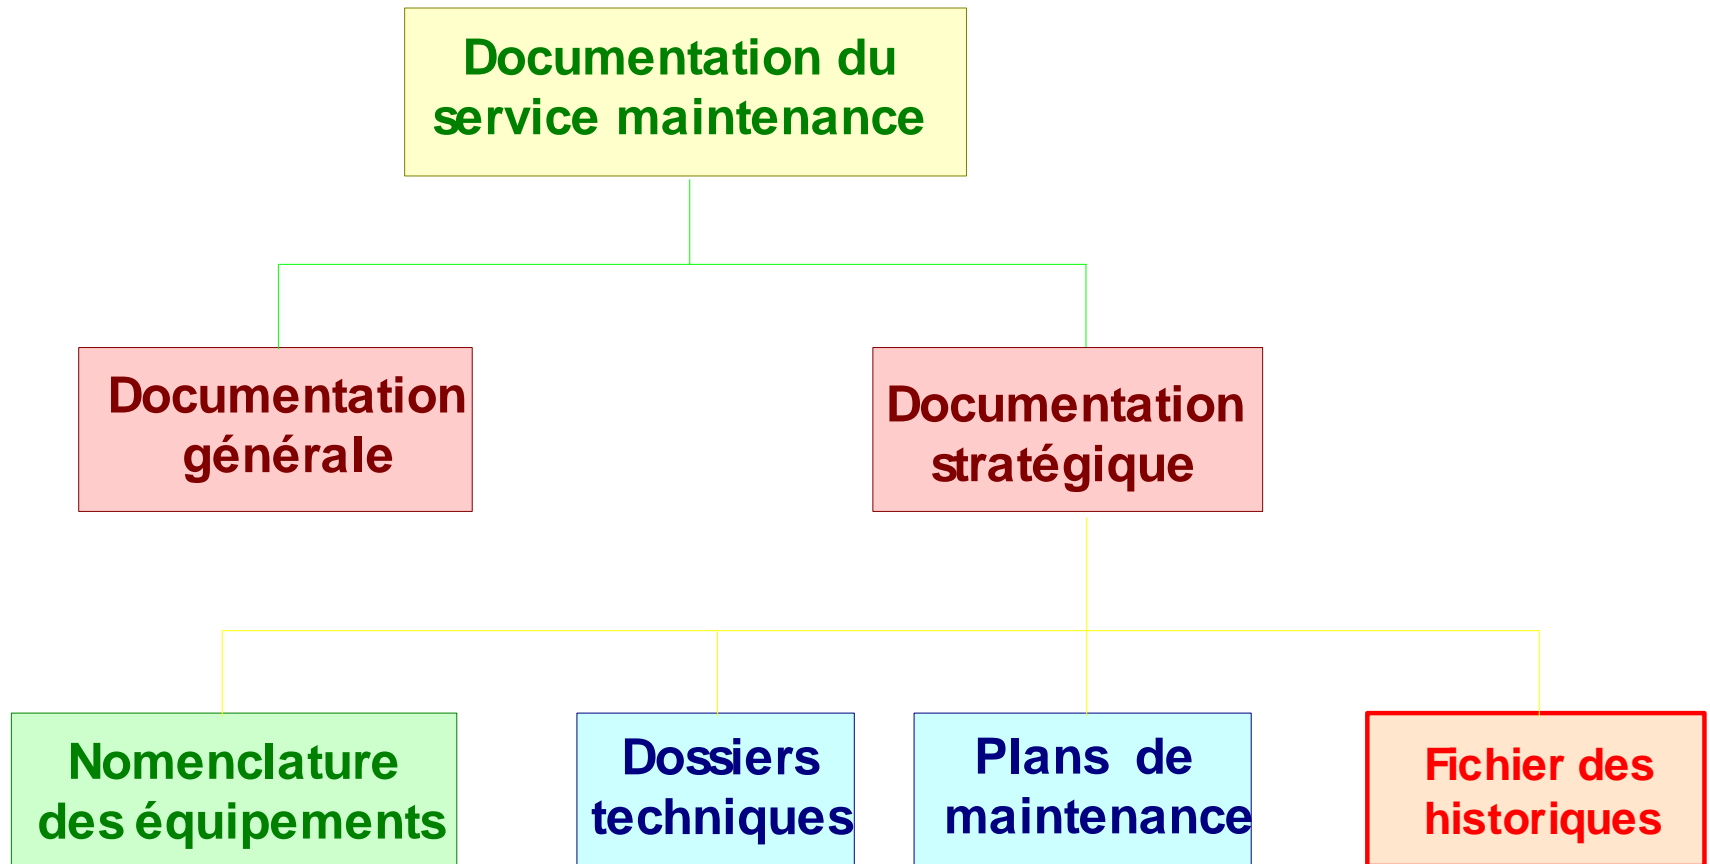 Documentation du
service maintenance
Documentation
générale
Documentation
stratégique
Nomenclature
des équipements
Dossiers
techniques
Plans de
maintenance
Fichier des
historiques